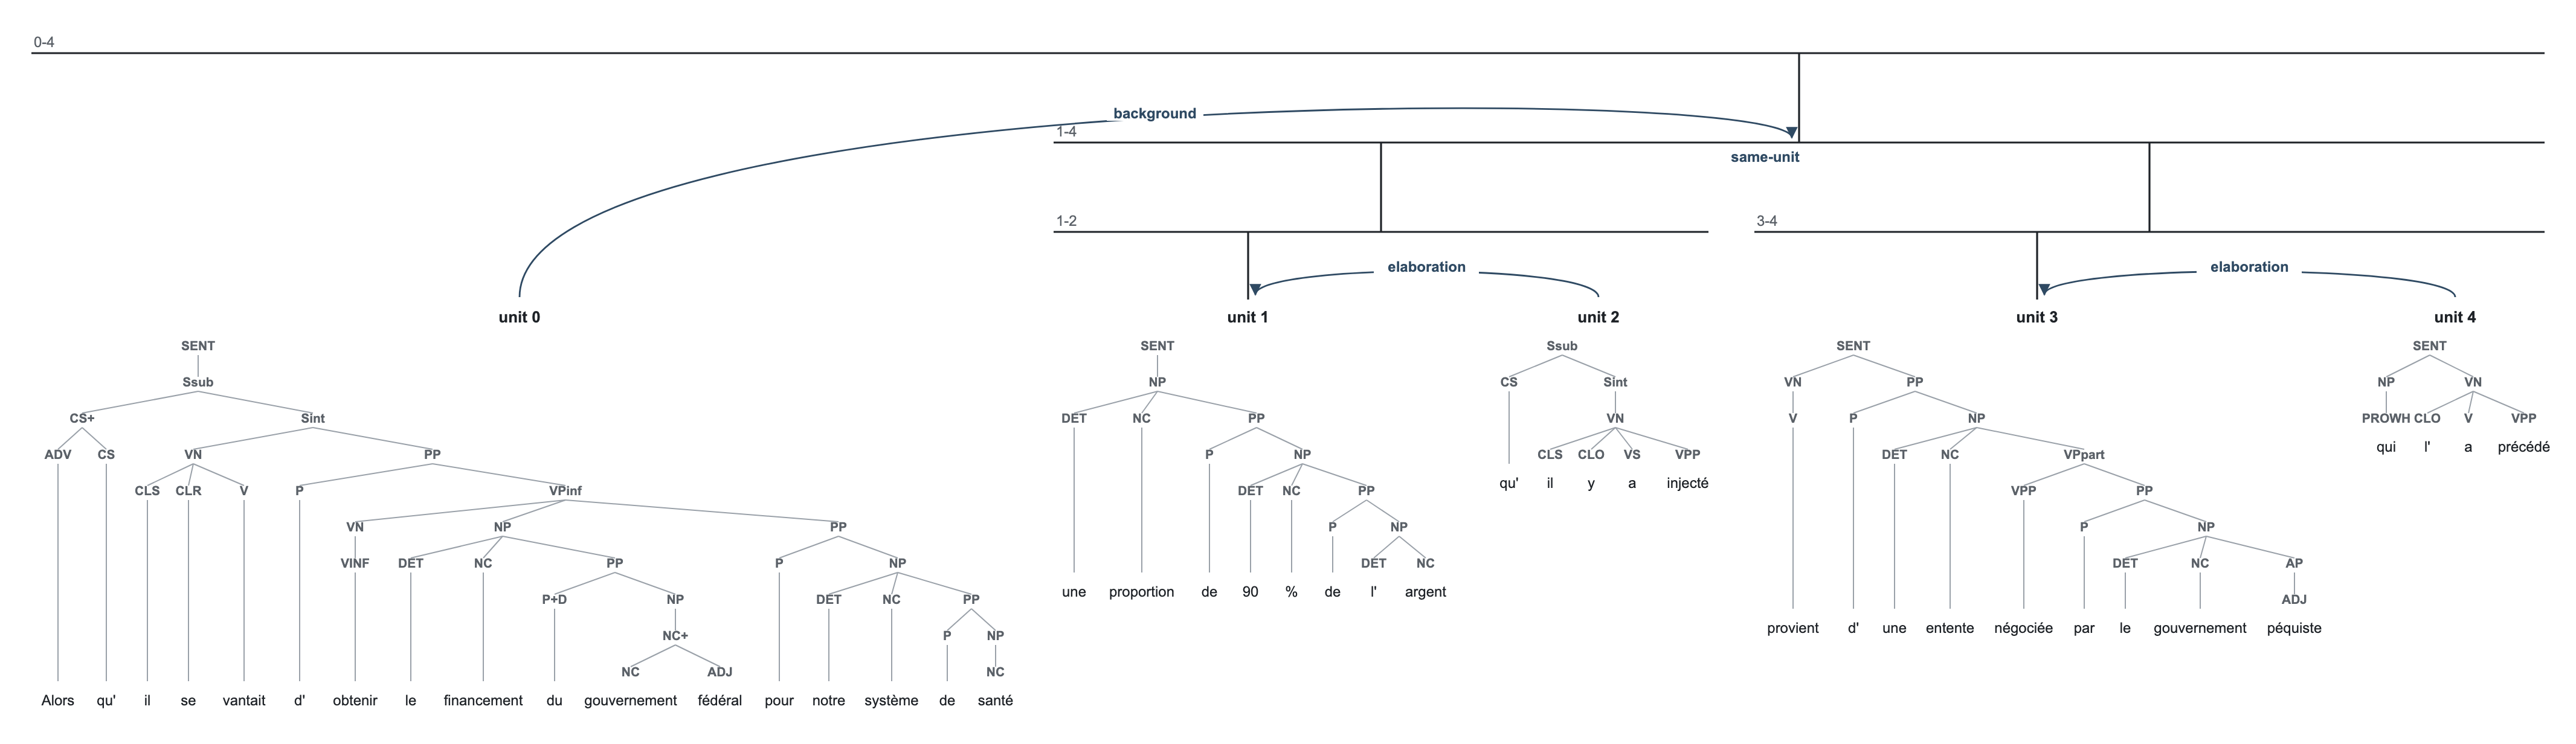 0-4
background
1-4
same-unit
1-2 3-4
elaboration elaboration
unit 0 unit 1 unit 2 unit 3 unit 4
SENT SENT Ssub SENT SENT
Ssub NP CS Sint VN PP NP VN
CS+ Sint DET NC PP VN V P NP PROWH CLO V VPP
qui l' a précédé
ADV CS VN PP P NP CLS CLO VS VPP DET NC VPpart
qu' il y a injecté
CLS CLR V P VPinf DET NC PP VPP PP
VN NP PP P NP P NP
VINF DET NC PP P NP DET NC DET NC AP
une proportion de 90 % de l' argent
P+D NP DET NC PP ADJ
provient d' une entente négociée par le gouvernement péquiste
NC+ P NP
NC ADJ NC
Alors qu' il se vantait d' obtenir le financement du gouvernement fédéral pour notre système de santé